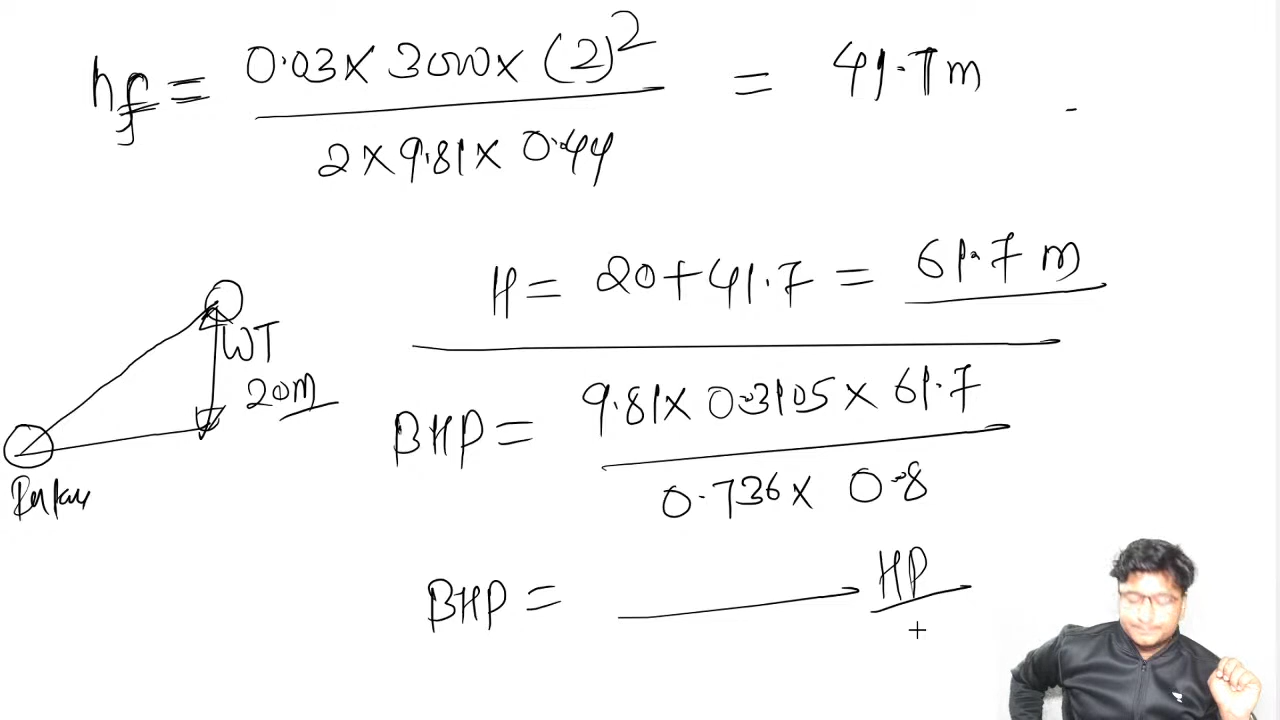 hf = 0.03 × 3000 × (2)² = 41.7 m
2 × 9.81 × 0.44
H = 20 + 41.7 = 61.7 m
WT
20m
BHP = 9.81 × 0.3105 × 61.7
0.736 × 0.8
BHP = HP